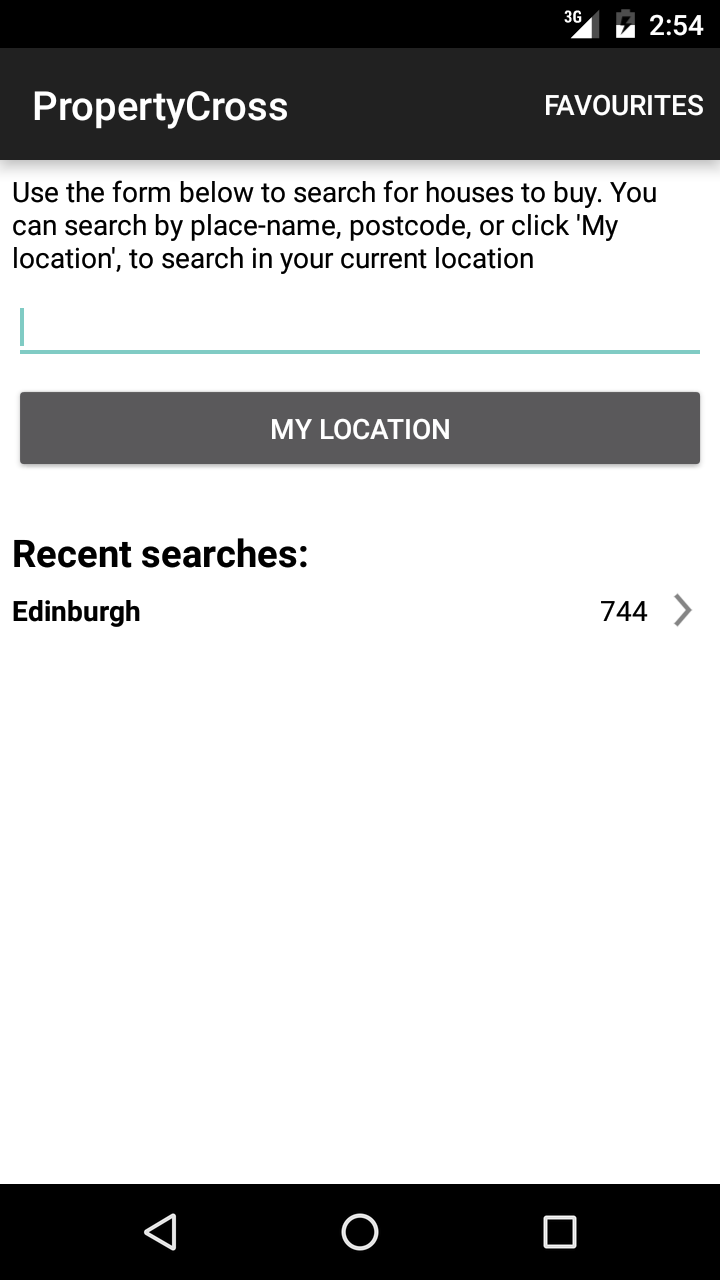 3G 2:54
PropertyCross FAVOURITES
Use the form below to search for houses to buy. You
can search by place-name, postcode, or click 'My
location', to search in your current location
MY LOCATION
Recent searches:
Edinburgh 744